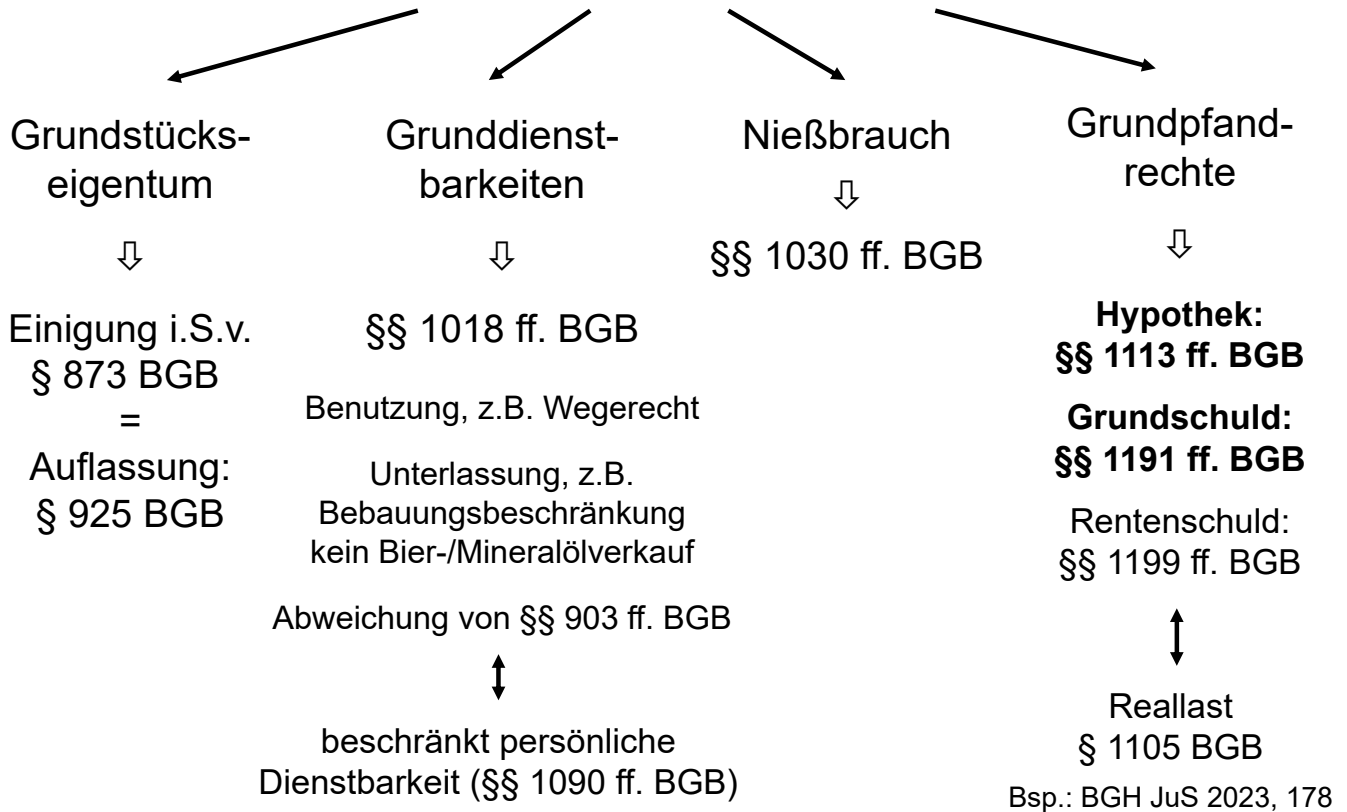 Grundstücks-
eigentum
⇩
Einigung i.S.v.
§ 873 BGB
=
Auflassung:
§ 925 BGB
Grunddienst-
barkeiten
⇩
§§ 1018 ff. BGB
Benutzung, z.B. Wegerecht
Unterlassung, z.B.
Bebauungsbeschränkung
kein Bier-/Mineralölverkauf
Abweichung von §§ 903 ff. BGB
beschränkt persönliche
Dienstbarkeit (§§ 1090 ff. BGB)
Nießbrauch
⇩
§§ 1030 ff. BGB
Grundpfand-
rechte
⇩
Hypothek:
§§ 1113 ff. BGB
Grundschuld:
§§ 1191 ff. BGB
Rentenschuld:
§§ 1199 ff. BGB
Reallast
§ 1105 BGB
Bsp.: BGH JuS 2023, 178